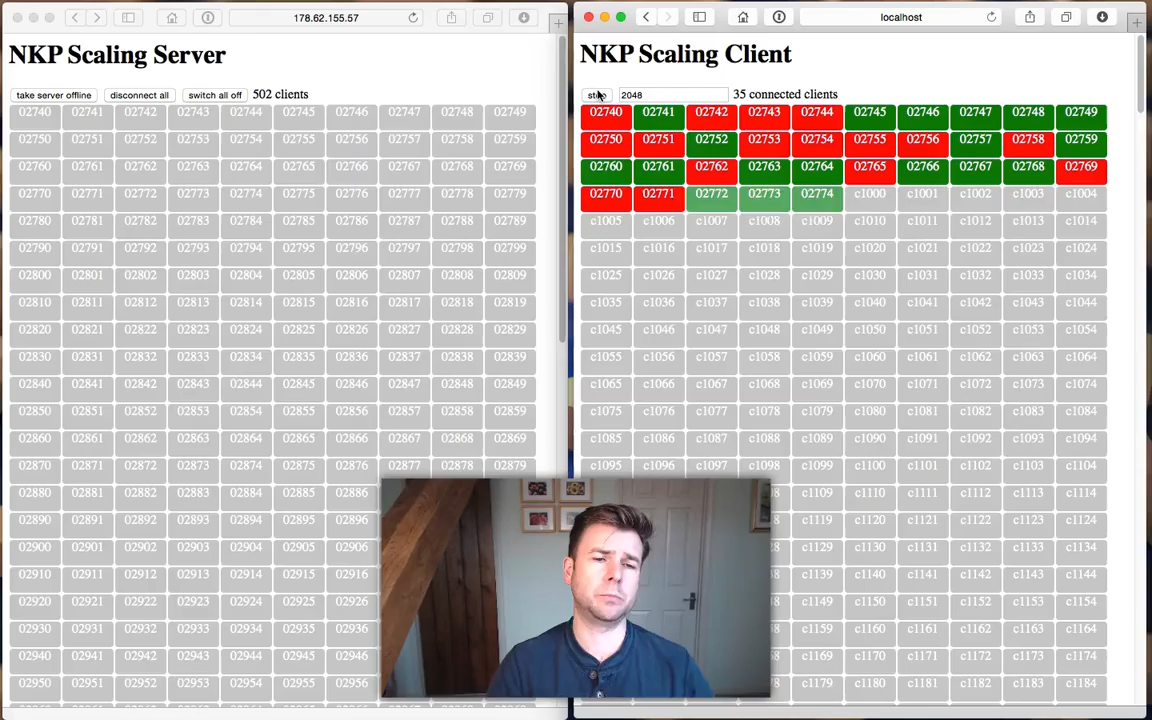 178.62.155.57
NKP Scaling Server
take server offline disconnect all switch all off 502 clients
02740 02741 02742 02743 02744 02745 02746 02747 02748 02749
02750 02751 02752 02753 02754 02755 02756 02757 02758 02759
02760 02761 02762 02763 02764 02765 02766 02767 02768 02769
02770 02771 02772 02773 02774 02775 02776 02777 02778 02779
02780 02781 02782 02783 02784 02785 02786 02787 02788 02789
02790 02791 02792 02793 02794 02795 02796 02797 02798 02799
02800 02801 02802 02803 02804 02805 02806 02807 02808 02809
02810 02811 02812 02813 02814 02815 02816 02817 02818 02819
02820 02821 02822 02823 02824 02825 02826 02827 02828 02829
02830 02831 02832 02833 02834 02835 02836 02837 02838 02839
02840 02841 02842 02843 02844 02845 02846 02847 02848 02849
02850 02851 02852 02853 02854 02855 02856 02857 02858 02859
02860 02861 02862 02863 02864 02865 02866 02867 02868 02869
02870 02871 02872 02873 02874 02875 02876 02877 02878 02879
02880 02881 02882 02883 02884 02885 02886
02890 02891 02892 02893 02894 02895 02896
02900 02901 02902 02903 02904 02905 02906
02910 02911 02912 02913 02914 02915 02916
02920 02921 02922 02923 02924 02925 02926
02930 02931 02932 02933 02934 02935 02936
02940 02941 02942 02943 02944 02945 02946
02950 02951 02952 02953 02954 02955 02956
localhost
NKP Scaling Client
2048 35 connected clients
02740 02741 02742 02743 02744 02745 02746 02747 02748 02749
02750 02751 02752 02753 02754 02755 02756 02757 02758 02759
02760 02761 02762 02763 02764 02765 02766 02767 02768 02769
02770 02771 02772 02773 02774 c1000 c1001 c1002 c1003 c1004
c1005 c1006 c1007 c1008 c1009 c1010 c1011 c1012 c1013 c1014
c1015 c1016 c1017 c1018 c1019 c1020 c1021 c1022 c1023 c1024
c1025 c1026 c1027 c1028 c1029 c1030 c1031 c1032 c1033 c1034
c1035 c1036 c1037 c1038 c1039 c1040 c1041 c1042 c1043 c1044
c1045 c1046 c1047 c1048 c1049 c1050 c1051 c1052 c1053 c1054
c1055 c1056 c1057 c1058 c1059 c1060 c1061 c1062 c1063 c1064
c1065 c1066 c1067 c1068 c1069 c1070 c1071 c1072 c1073 c1074
c1075 c1076 c1077 c1078 c1079 c1080 c1081 c1082 c1083 c1084
c1085 c1086 c1087 c1088 c1089 c1090 c1091 c1092 c1093 c1094
c1095 c1096 c1097 c1098 c1099 c1100 c1101 c1102 c1103 c1104
c1109 c1110 c1111 c1112 c1113 c1114
c1119 c1120 c1121 c1122 c1123 c1124
c1129 c1130 c1131 c1132 c1133 c1134
c1139 c1140 c1141 c1142 c1143 c1144
c1149 c1150 c1151 c1152 c1153 c1154
c1159 c1160 c1161 c1162 c1163 c1164
c1169 c1170 c1171 c1172 c1173 c1174
c1179 c1180 c1181 c1182 c1183 c1184